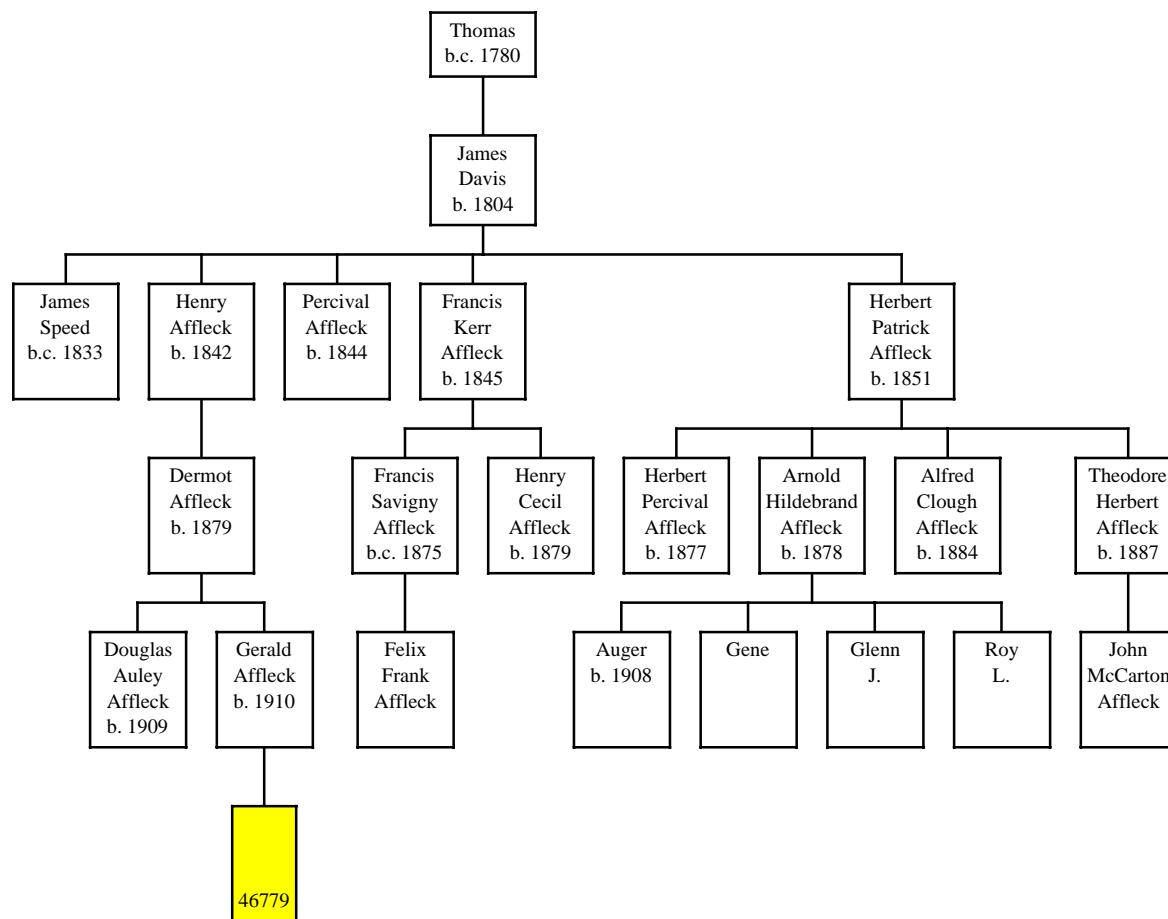 Thomas
b.c. 1780
James
Davis
b. 1804
James
Speed
b.c. 1833
Henry
Affleck
b. 1842
Percival
Affleck
b. 1844
Francis
Kerr
Affleck
b. 1845
Herbert
Patrick
Affleck
b. 1851
Dermot
Affleck
b. 1879
Francis
Savigny
Affleck
b.c. 1875
Henry
Cecil
Affleck
b. 1879
Herbert
Percival
Affleck
b. 1877
Arnold
Hildebrand
Affleck
b. 1878
Alfred
Clough
Affleck
b. 1884
Theodore
Herbert
Affleck
b. 1887
Douglas
Auley
Affleck
b. 1909
Gerald
Affleck
b. 1910
Felix
Frank
Affleck
Auger
b. 1908
Gene
Glenn
J.
Roy
L.
John
McCarton
Affleck
46779